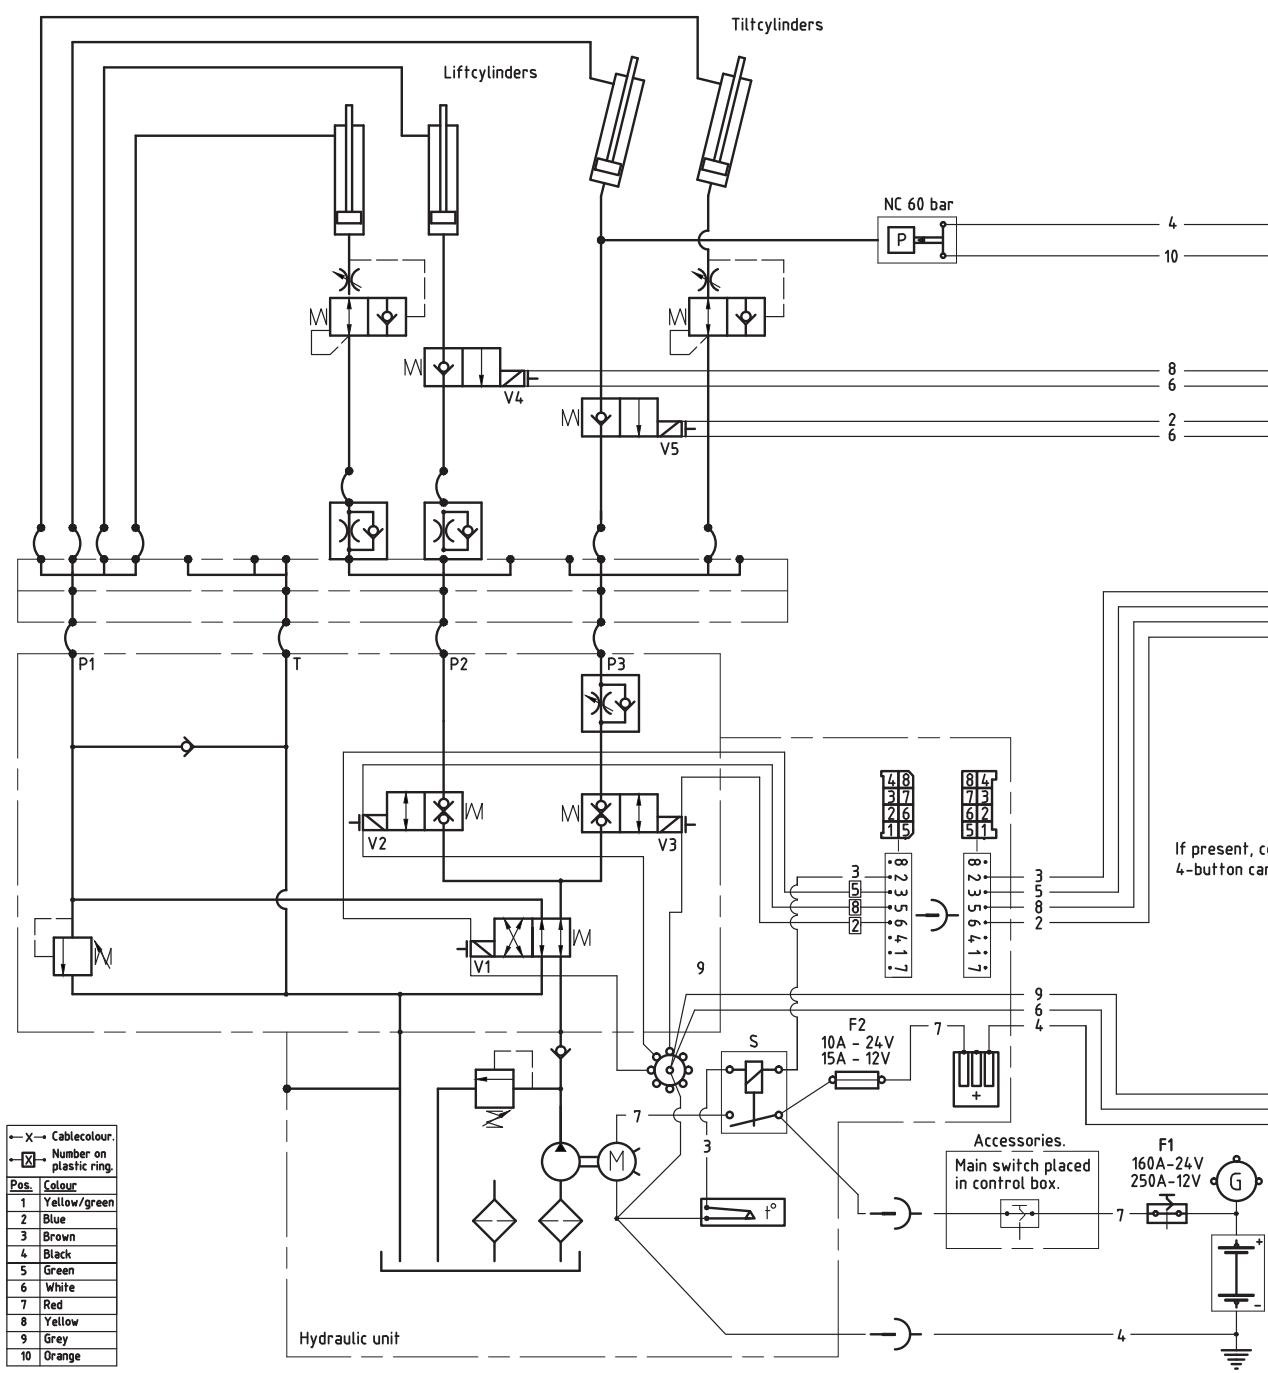 Tiltcylinders
Liftcylinders
NC 60 bar
P
4
10
8
6
V4
2
6
V5
P1
T
P2
P3
4 8
3 7
2 6
1 5
8 4
7 3
6 2
5 1
V2
V3
If present, c
4-button car
3
5
8
2
8
2
3
5
6
4
1
7
8
2
3
5
6
4
1
7
3
5
8
2
V1
9
9
6
4
F2
10A - 24V
15A - 12V
7
S
+
7
3
M
t°
Accessories.
Main switch placed
in control box.
7
F1
160A-24V
250A-12V
G
+
-
4
Hydraulic unit
X Cablecolour.
X Number on
plastic ring.
Pos. Colour
1 Yellow/green
2 Blue
3 Brown
4 Black
5 Green
6 White
7 Red
8 Yellow
9 Grey
10 Orange